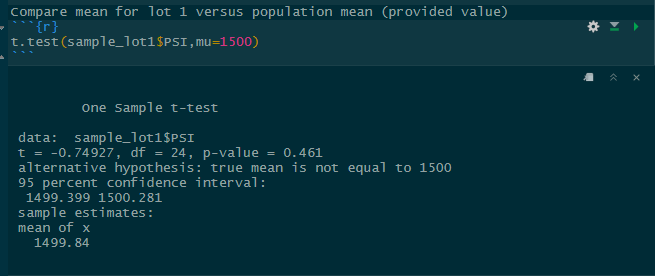 Compare mean for lot 1 versus population mean (provided value)
```{r}
t.test(sample_lot1$PSI,mu=1500)
```
One Sample t-test
data:  sample_lot1$PSI
t = -0.74927, df = 24, p-value = 0.461
alternative hypothesis: true mean is not equal to 1500
95 percent confidence interval:
1499.399 1500.281
sample estimates:
mean of x
1499.84